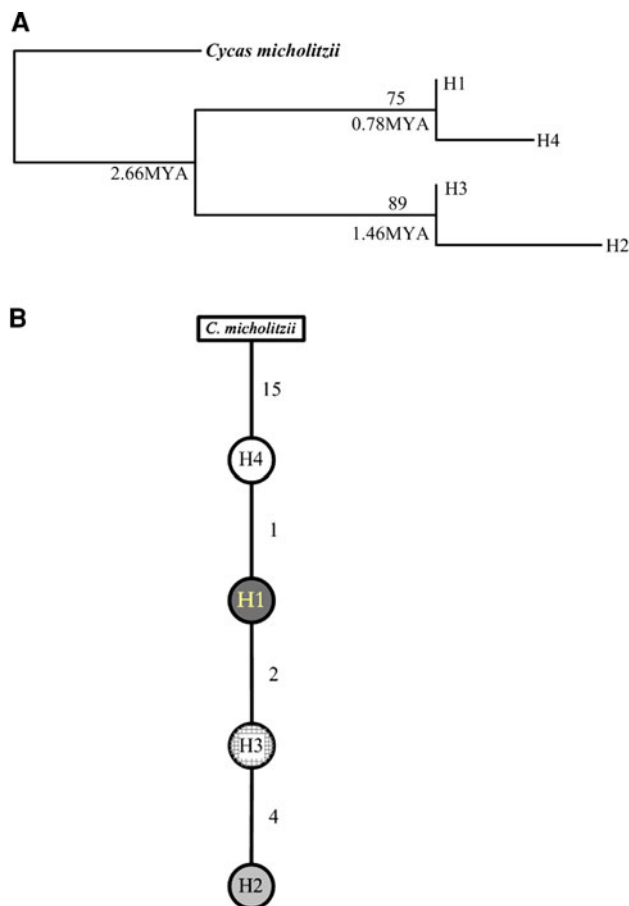 A
Cycas micholitzii
75
H1
0.78MYA
H4
2.66MYA
89
H3
1.46MYA
H2
B
C. micholitzii
15
H4
1
H1
2
H3
4
H2